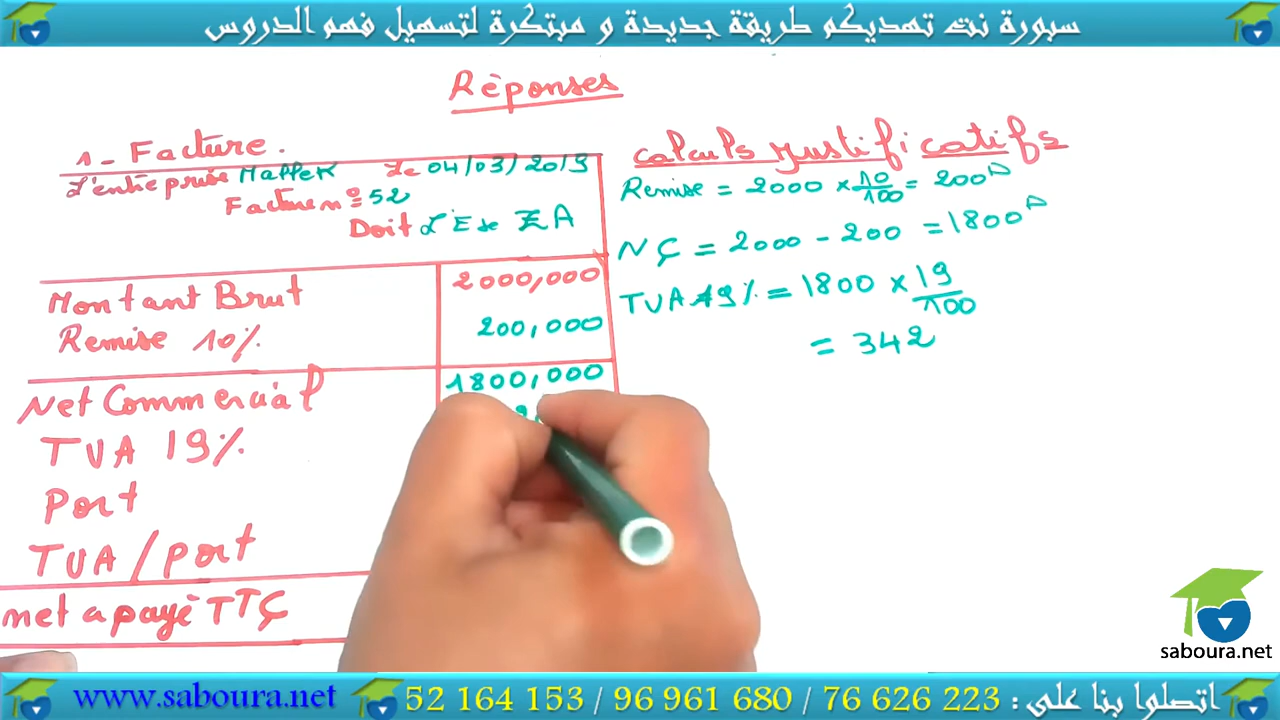 سبورة نت تهديكم طريقة جديدة و مبتكرة لتسهيل فهم الدروس
Réponses
1- Facture.
L'entreprise Maffek Le 04/03/2019
Facture n° 52
Doit L'Ese ZA
Montant Brut 2000,000
Remise 10% 200,000
Net Commercial 1800,000
TVA 19%
Port
TVA/port
net a payè TTC
calculs justificatifs
Remise = 2000 × 10/100 = 200D
NC = 2000 - 200 = 1800D
TVA 19% = 1800 × 19/100
= 342
saboura.net
www.saboura.net
اتصلوا بنا على : 52 164 153 / 96 961 680 / 76 626 223